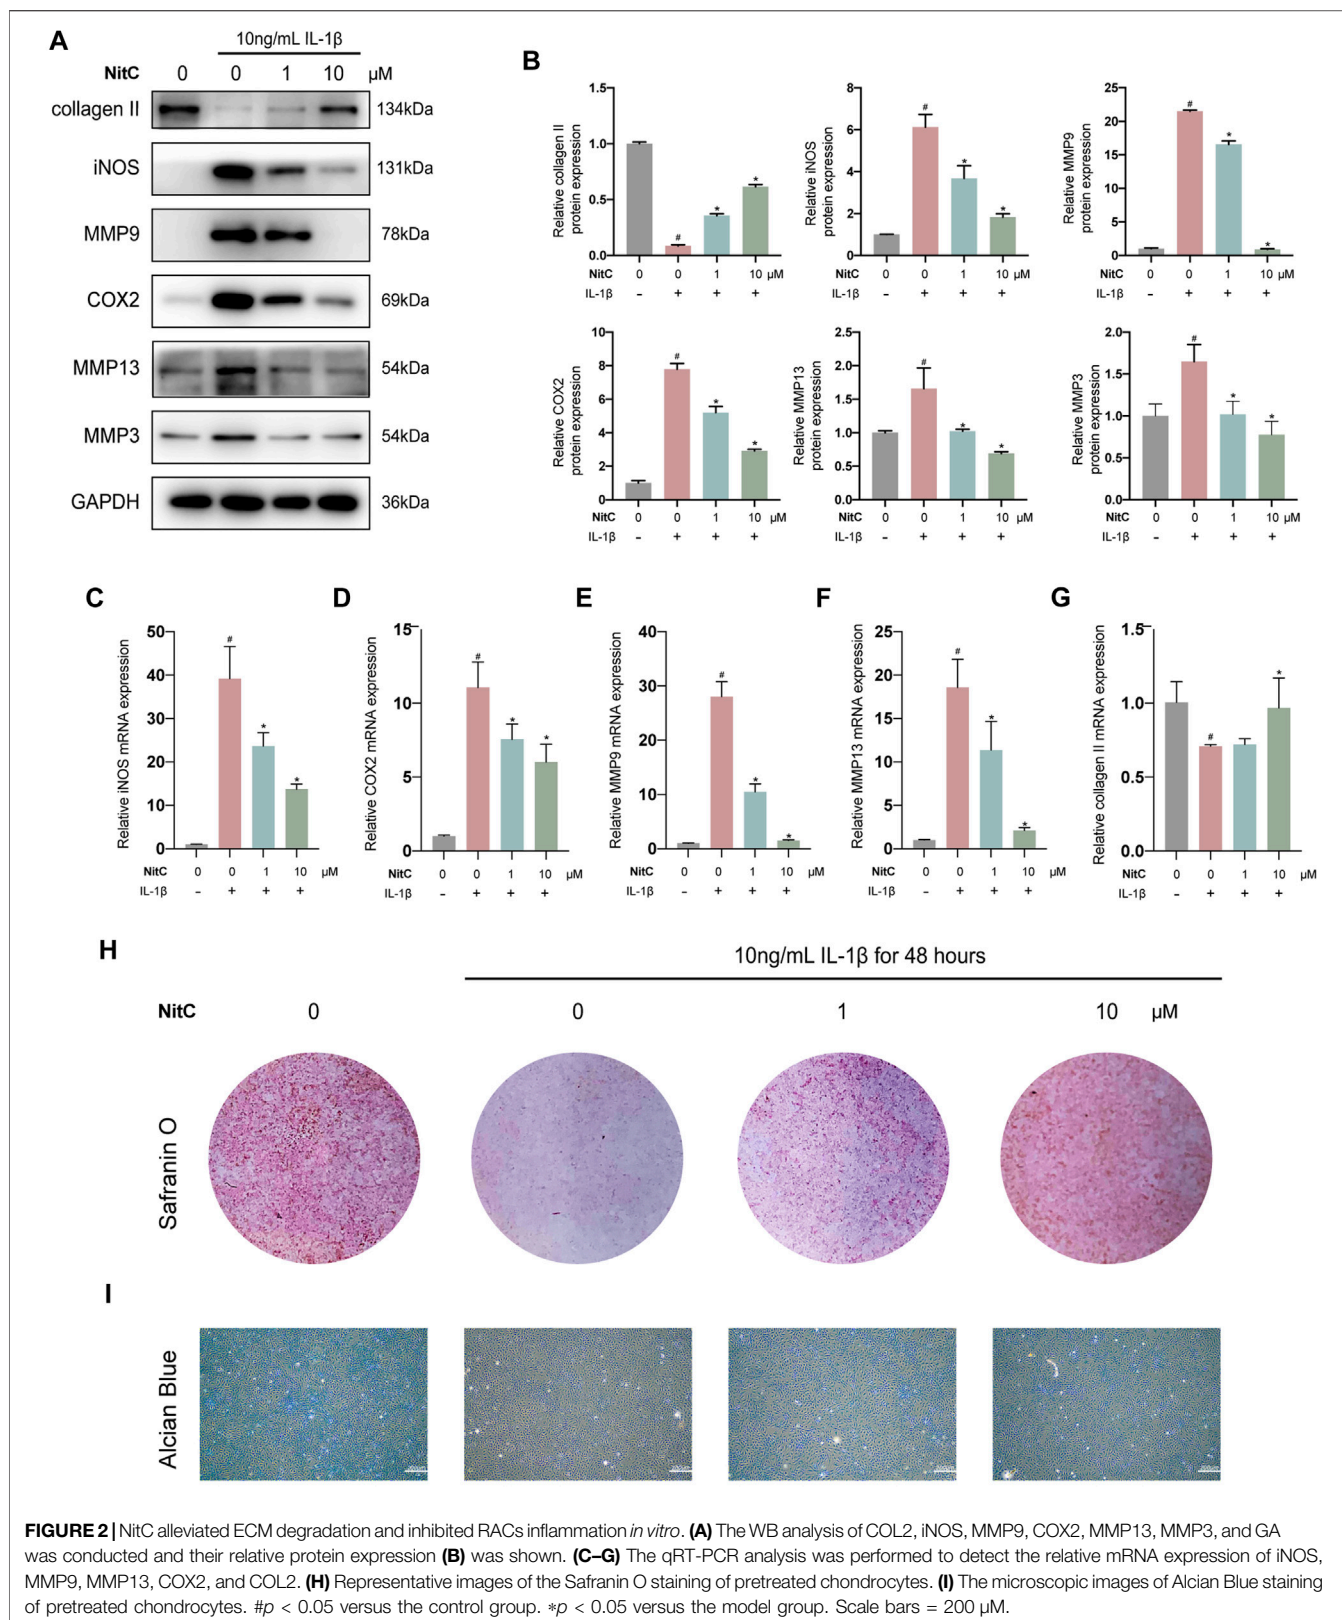 A
10ng/mL IL-1β
NitC 0 0 1 10 μM
collagen II 134kDa
iNOS 131kDa
MMP9 78kDa
COX2 69kDa
MMP13 54kDa
MMP3 54kDa
GAPDH 36kDa
B
Relative collagen II
protein expression
1.5
1.0
0.5
0.0
# * *
NitC 0 0 1 10 μM
IL-1β - + + +
Relative iNOS
protein expression
8
6
4
2
0
# * *
NitC 0 0 1 10 μM
IL-1β - + + +
Relative MMP9
protein expression
25
20
15
10
5
0
# * *
NitC 0 0 1 10 μM
IL-1β - + + +
Relative COX2
protein expression
10
8
6
4
2
0
# * *
NitC 0 0 1 10 μM
IL-1β - + + +
Relative MMP13
protein expression
2.0
1.5
1.0
0.5
0.0
# * *
NitC 0 0 1 10 μM
IL-1β - + + +
Relative MMP3
protein expression
2.0
1.5
1.0
0.5
0.0
# * *
NitC 0 0 1 10 μM
IL-1β - + + +
C
Relative iNOS mRNA expression
50
40
30
20
10
0
# * *
NitC 0 0 1 10 μM
IL-1β - + + +
D
Relative COX2 mRNA expression
15
10
5
0
# * *
NitC 0 0 1 10 μM
IL-1β - + + +
E
Relative MMP9 mRNA expression
40
30
20
10
0
# * *
NitC 0 0 1 10 μM
IL-1β - + + +
F
Relative MMP13 mRNA expression
25
20
15
10
5
0
# * *
NitC 0 0 1 10 μM
IL-1β - + + +
G
Relative collagen II mRNA expression
1.5
1.0
0.5
0.0
# *
NitC 0 0 1 10 μM
IL-1β - + + +
H
10ng/mL IL-1β for 48 hours
NitC 0 0 1 10 μM
Safranin O
I
Alcian Blue
FIGURE 2 | NitC alleviated ECM degradation and inhibited RACs inflammation in vitro. (A) The WB analysis of COL2, iNOS, MMP9, COX2, MMP13, MMP3, and GA
was conducted and their relative protein expression (B) was shown. (C–G) The qRT-PCR analysis was performed to detect the relative mRNA expression of iNOS,
MMP9, MMP13, COX2, and COL2. (H) Representative images of the Safranin O staining of pretreated chondrocytes. (I) The microscopic images of Alcian Blue staining
of pretreated chondrocytes. #p < 0.05 versus the control group. *p < 0.05 versus the model group. Scale bars = 200 μM.